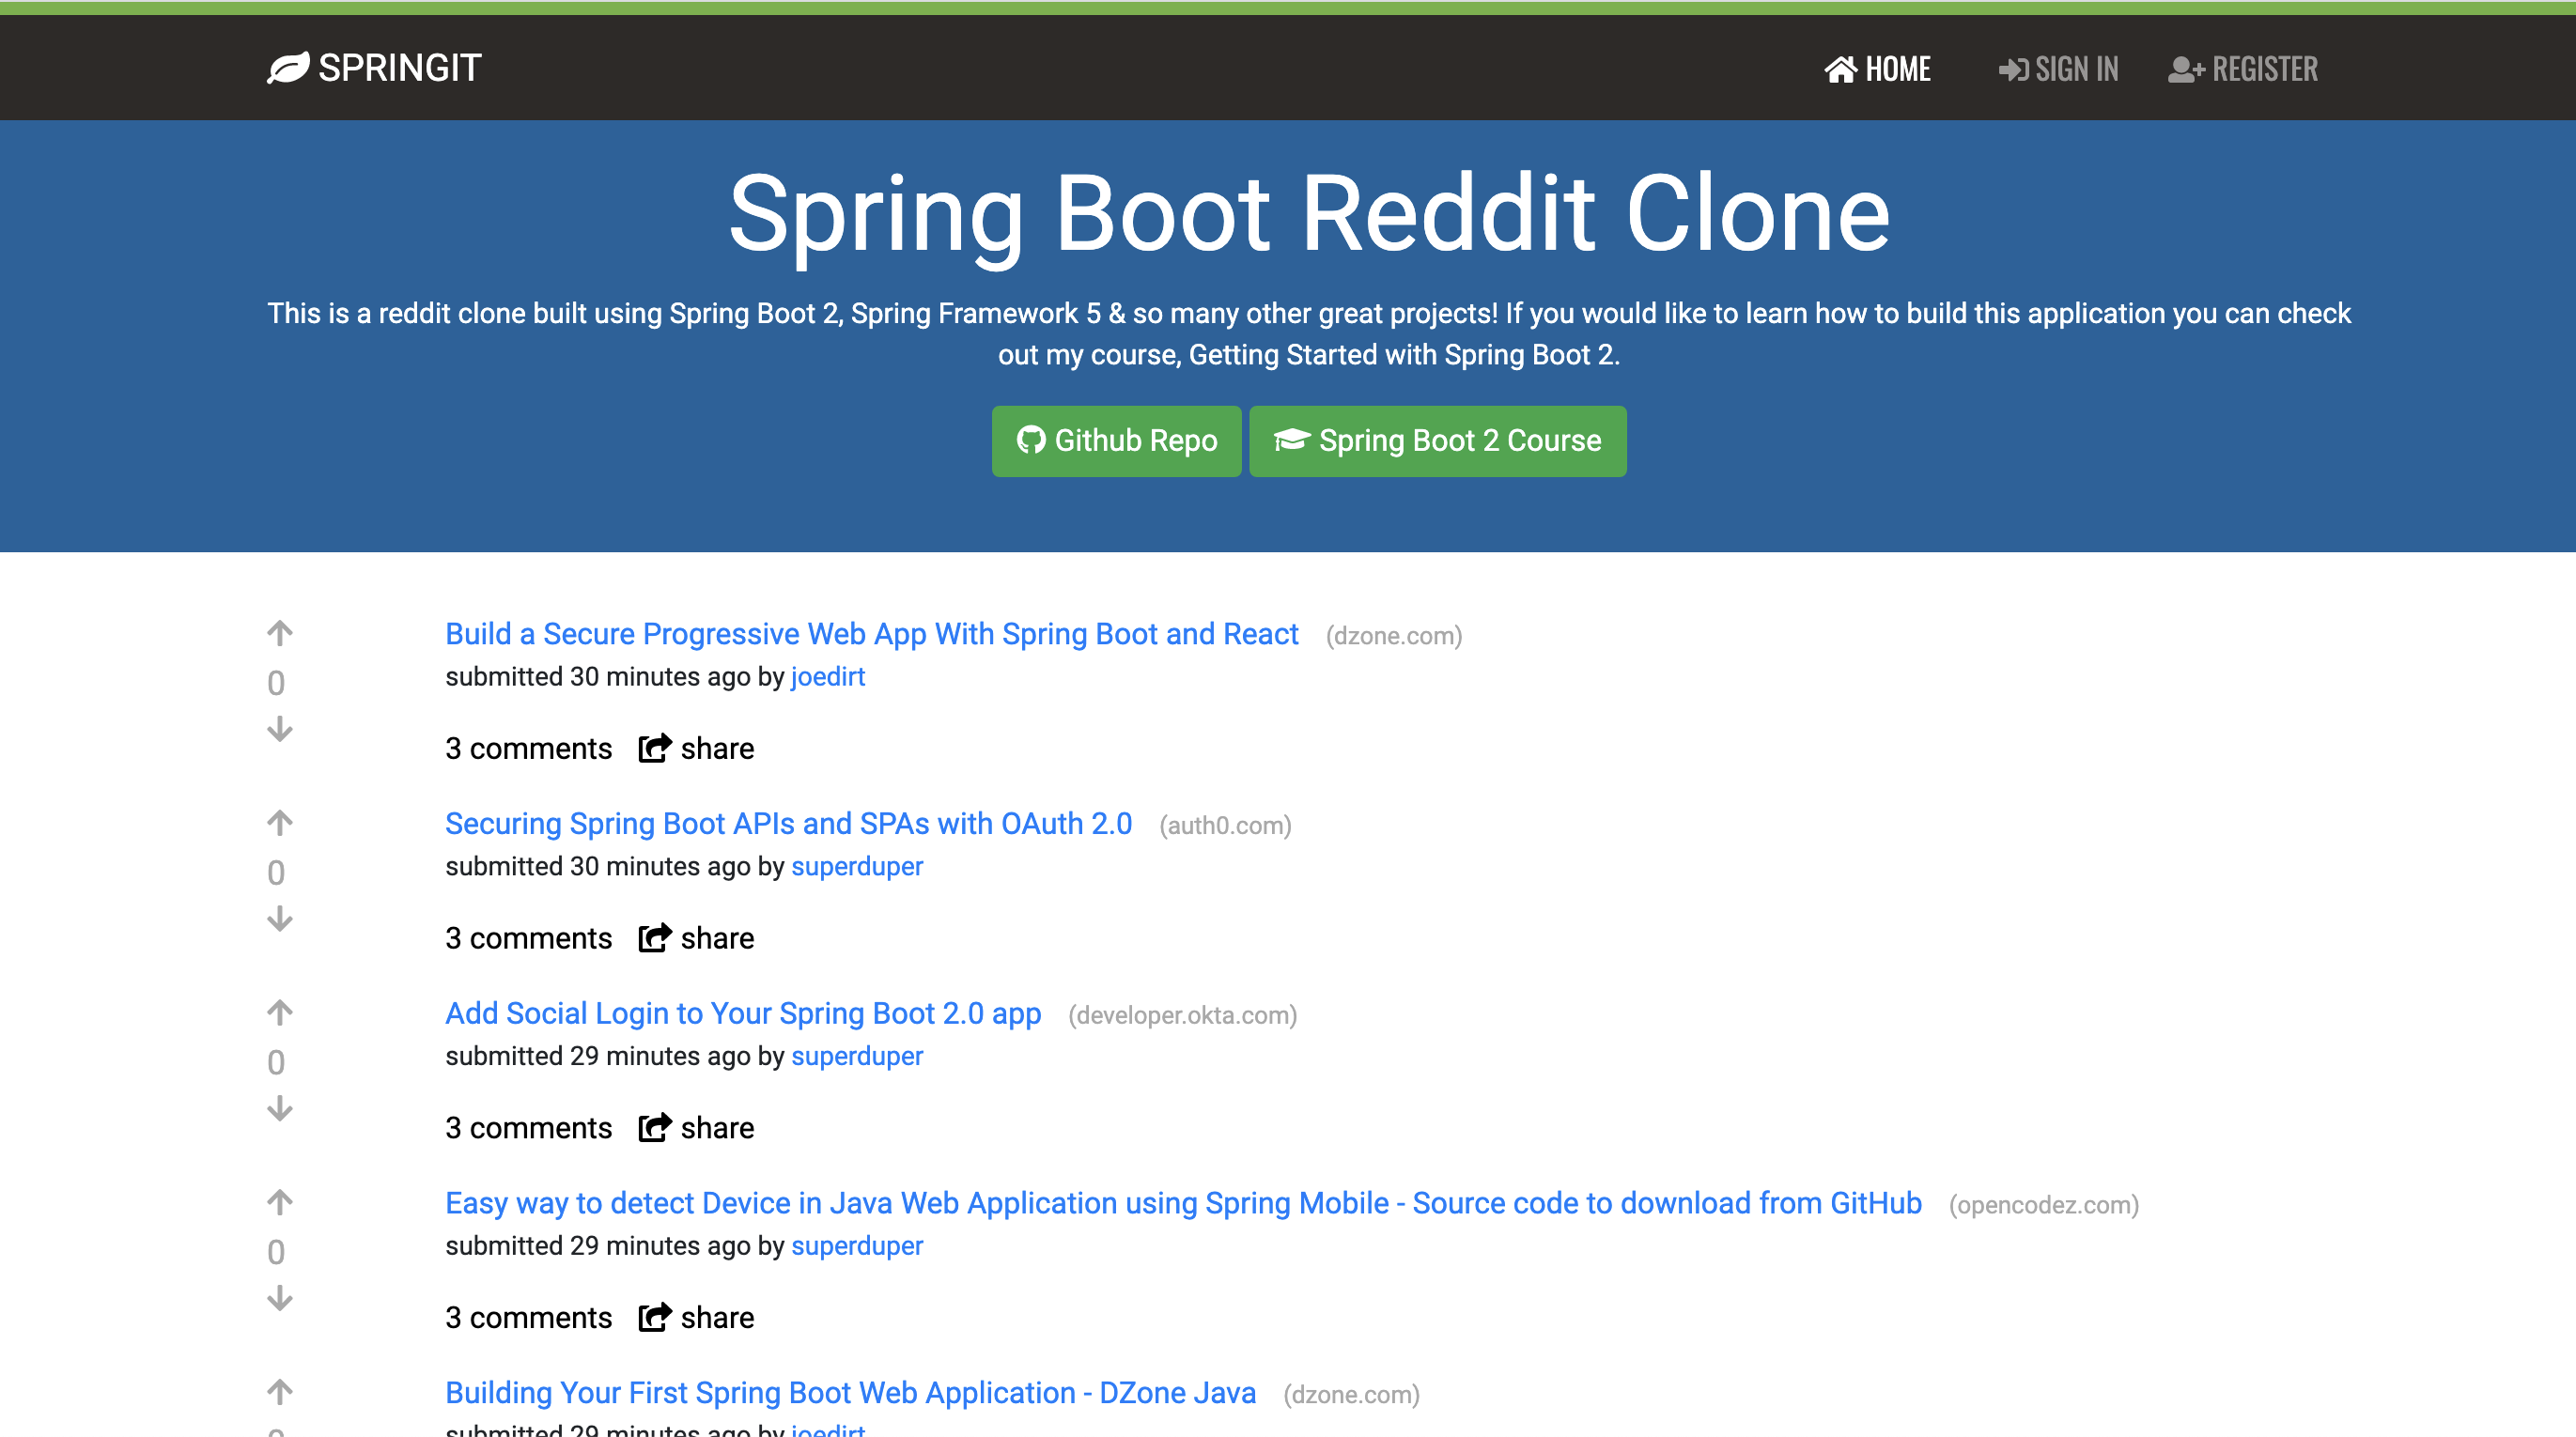 SPRINGIT
HOME
SIGN IN
REGISTER
Spring Boot Reddit Clone
This is a reddit clone built using Spring Boot 2, Spring Framework 5 & so many other great projects! If you would like to learn how to build this application you can check
out my course, Getting Started with Spring Boot 2.
Github Repo
Spring Boot 2 Course
Build a Secure Progressive Web App With Spring Boot and React (dzone.com)
submitted 30 minutes ago by joedirt
0
3 comments share
Securing Spring Boot APIs and SPAs with OAuth 2.0 (auth0.com)
submitted 30 minutes ago by superduper
0
3 comments share
Add Social Login to Your Spring Boot 2.0 app (developer.okta.com)
submitted 29 minutes ago by superduper
0
3 comments share
Easy way to detect Device in Java Web Application using Spring Mobile - Source code to download from GitHub (opencodez.com)
submitted 29 minutes ago by superduper
0
3 comments share
Building Your First Spring Boot Web Application - DZone Java (dzone.com)
submitted 29 minutes ago by joedirt